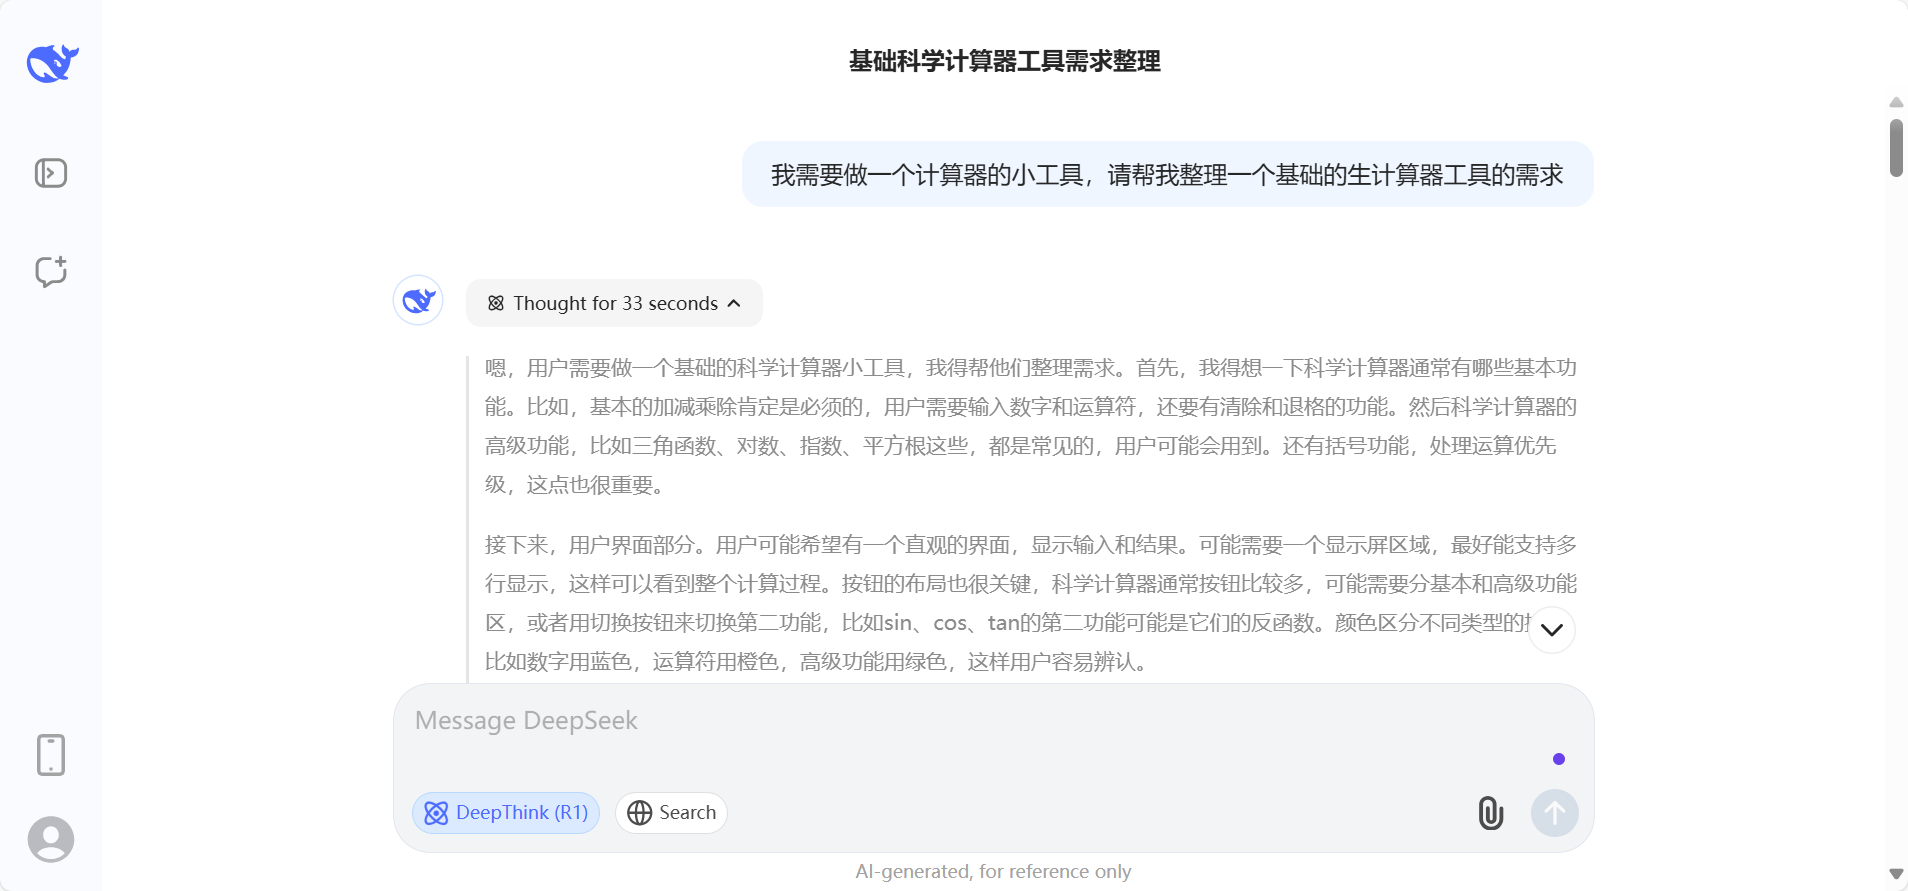 基础科学计算器工具需求整理
我需要做一个计算器的小工具，请帮我整理一个基础的生计算器工具的需求
Thought for 33 seconds
嗯，用户需要做一个基础的科学计算器小工具，我得帮他们整理需求。首先，我得想一下科学计算器通常有哪些基本功
能。比如，基本的加减乘除肯定是必须的，用户需要输入数字和运算符，还要有清除和退格的功能。然后科学计算器的
高级功能，比如三角函数、对数、指数、平方根这些，都是常见的，用户可能会用到。还有括号功能，处理运算优先
级，这点也很重要。
接下来，用户界面部分。用户可能希望有一个直观的界面，显示输入和结果。可能需要一个显示屏区域，最好能支持多
行显示，这样可以看到整个计算过程。按钮的布局也很关键，科学计算器通常按钮比较多，可能需要分基本和高级功能
区，或者用切换按钮来切换第二功能，比如sin、cos、tan的第二功能可能是它们的反函数。颜色区分不同类型的
比如数字用蓝色，运算符用橙色，高级功能用绿色，这样用户容易辨认。
Message DeepSeek
DeepThink (R1) Search
AI-generated, for reference only